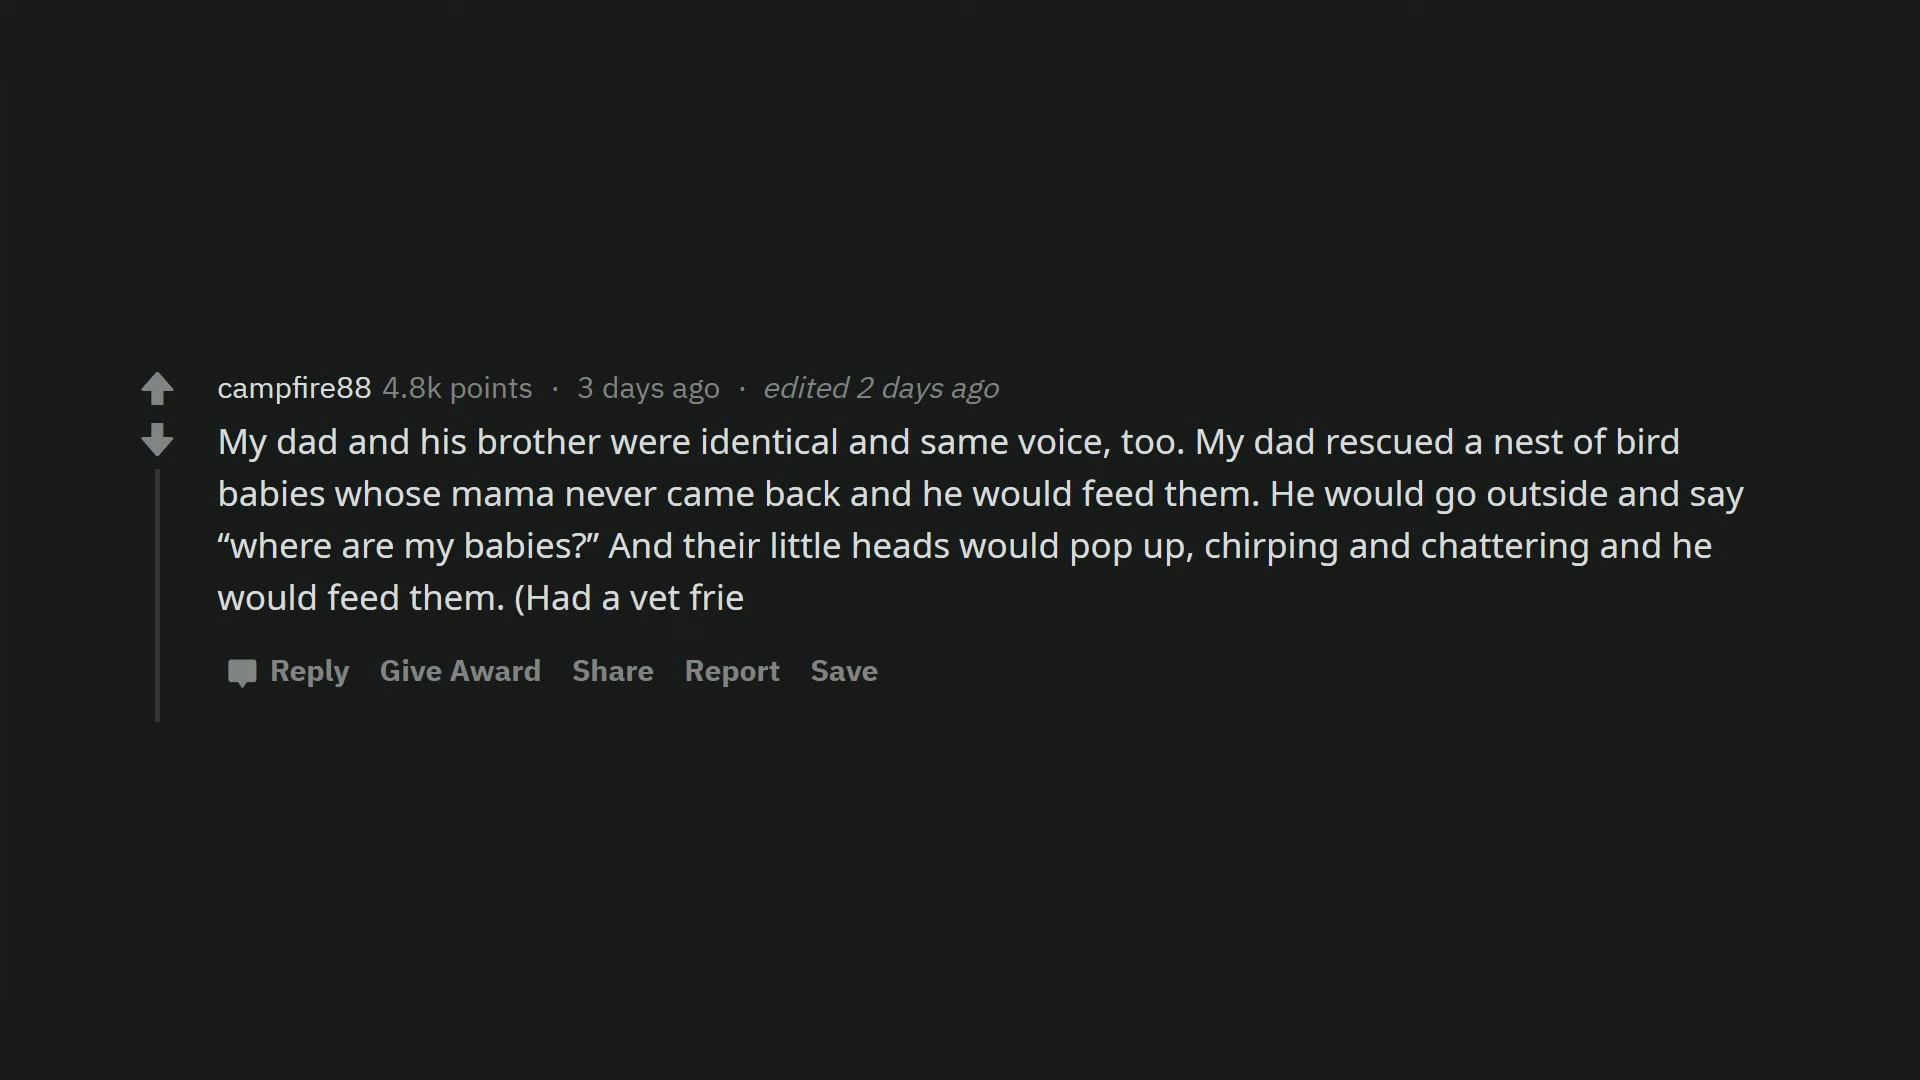 campfire88 4.8k points · 3 days ago · edited 2 days ago
My dad and his brother were identical and same voice, too. My dad rescued a nest of bird
babies whose mama never came back and he would feed them. He would go outside and say
“where are my babies?” And their little heads would pop up, chirping and chattering and he
would feed them. (Had a vet frie
Reply Give Award Share Report Save